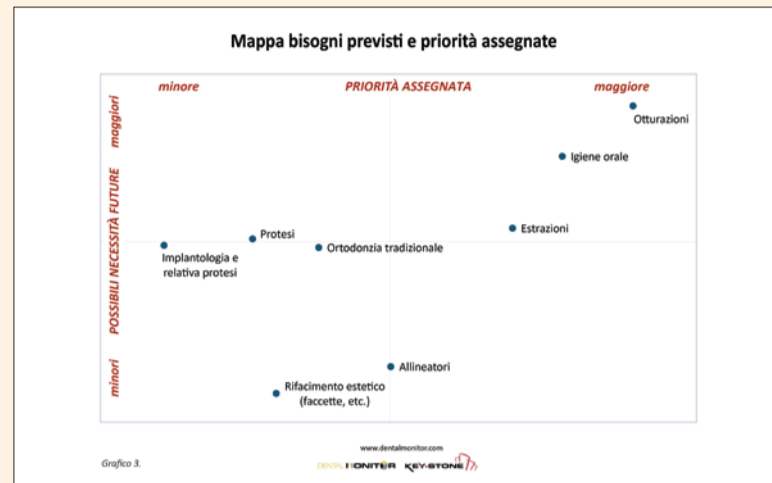 Mappa bisogni previsti e priorità assegnate
minore PRIORITÀ ASSEGNATA maggiore
maggiori
POSSIBILI NECESSITÀ FUTURE
minori
Otturazioni
Igiene orale
Estrazioni
Protesi
Ortodonzia tradizionale
Implantologia e
relativa protesi
Allineatori
Rifacimento estetico
(faccette, etc.)
www.dentalmonitor.com
Grafico 3.
DENTAL MONITOR KEY-STONE